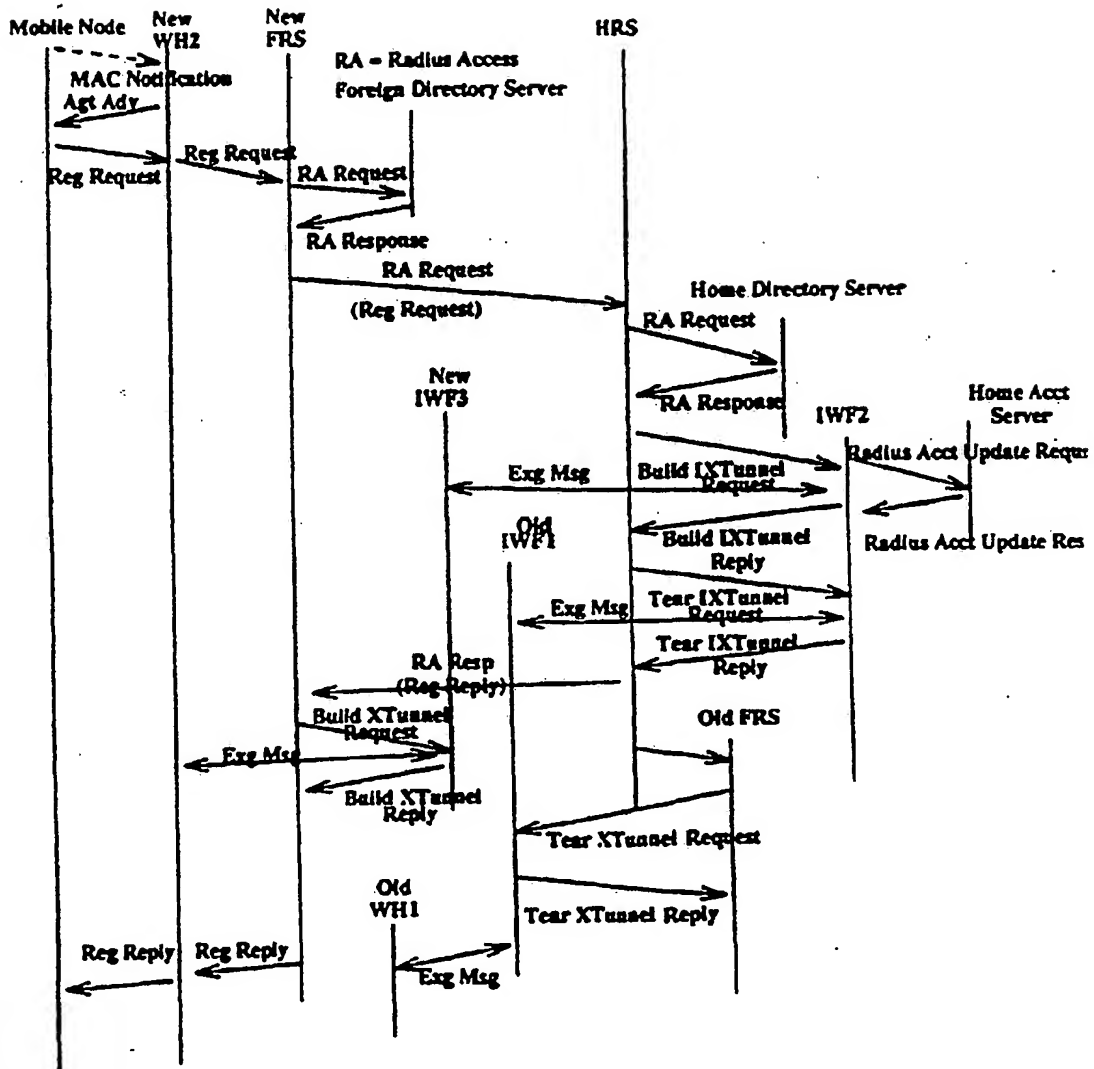 Mobile Node
New
WH2
New
FRS
HRS
RA = Radius Access
Foreign Directory Server
MAC Notification
Agt Adv
Reg Request
Reg Request
RA Request
RA Response
RA Request
(Reg Request)
Home Directory Server
RA Request
RA Response
New
IWF3
IWF2
Home Acct
Server
Radius Acct Update Requ
Exg Msg
Build IXTunnel
Request
Old
IWF1
Build IXTunnel
Reply
Radius Acct Update Res
Exg Msg
Tear IXTunnel
Request
Tear IXTunnel
Reply
RA Resp
(Reg Reply)
Build XTunnel
Request
Old FRS
Exg Msg
Build XTunnel
Reply
Tear XTunnel Request
Old
WH1
Tear XTunnel Reply
Reg Reply
Reg Reply
Exg Msg